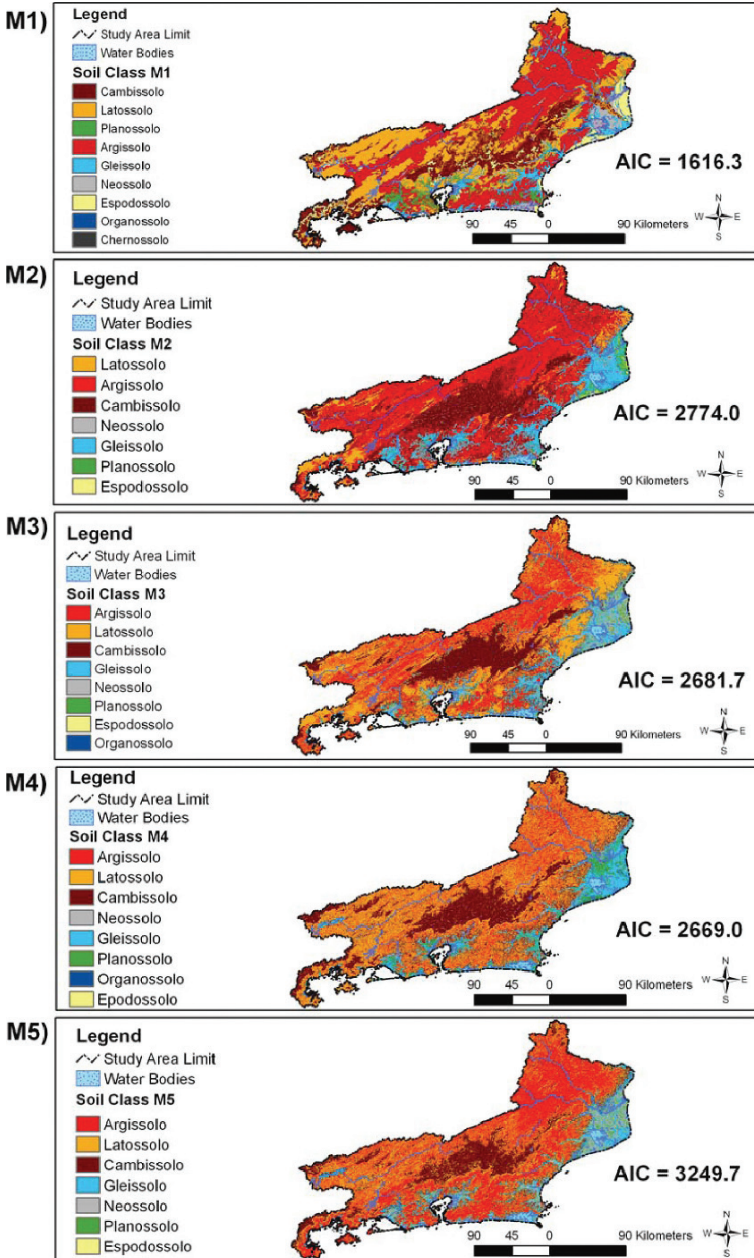 M1)
Legend
Study Area Limit
Water Bodies
Soil Class M1
Cambissolo
Latossolo
Planossolo
Argissolo
Gleissolo
Neossolo
Espodossolo
Organossolo
Chernossolo
AIC = 1616.3
90 45 0 90 Kilometers
N
W E
S
M2)
Legend
Study Area Limit
Water Bodies
Soil Class M2
Latossolo
Argissolo
Cambissolo
Neossolo
Gleissolo
Planossolo
Espodossolo
AIC = 2774.0
90 45 0 90 Kilometers
N
W E
S
M3)
Legend
Study Area Limit
Water Bodies
Soil Class M3
Argissolo
Latossolo
Cambissolo
Gleissolo
Neossolo
Planossolo
Espodossolo
Organossolo
AIC = 2681.7
90 45 0 90 Kilometers
N
W E
S
M4)
Legend
Study Area Limit
Water Bodies
Soil Class M4
Argissolo
Latossolo
Cambissolo
Neossolo
Gleissolo
Planossolo
Organossolo
Epodossolo
AIC = 2669.0
90 45 0 90 Kilometers
N
W E
S
M5)
Legend
Study Area Limit
Water Bodies
Soil Class M5
Argissolo
Latossolo
Cambissolo
Gleissolo
Neossolo
Planossolo
Espodossolo
AIC = 3249.7
90 45 0 90 Kilometers
N
W E
S